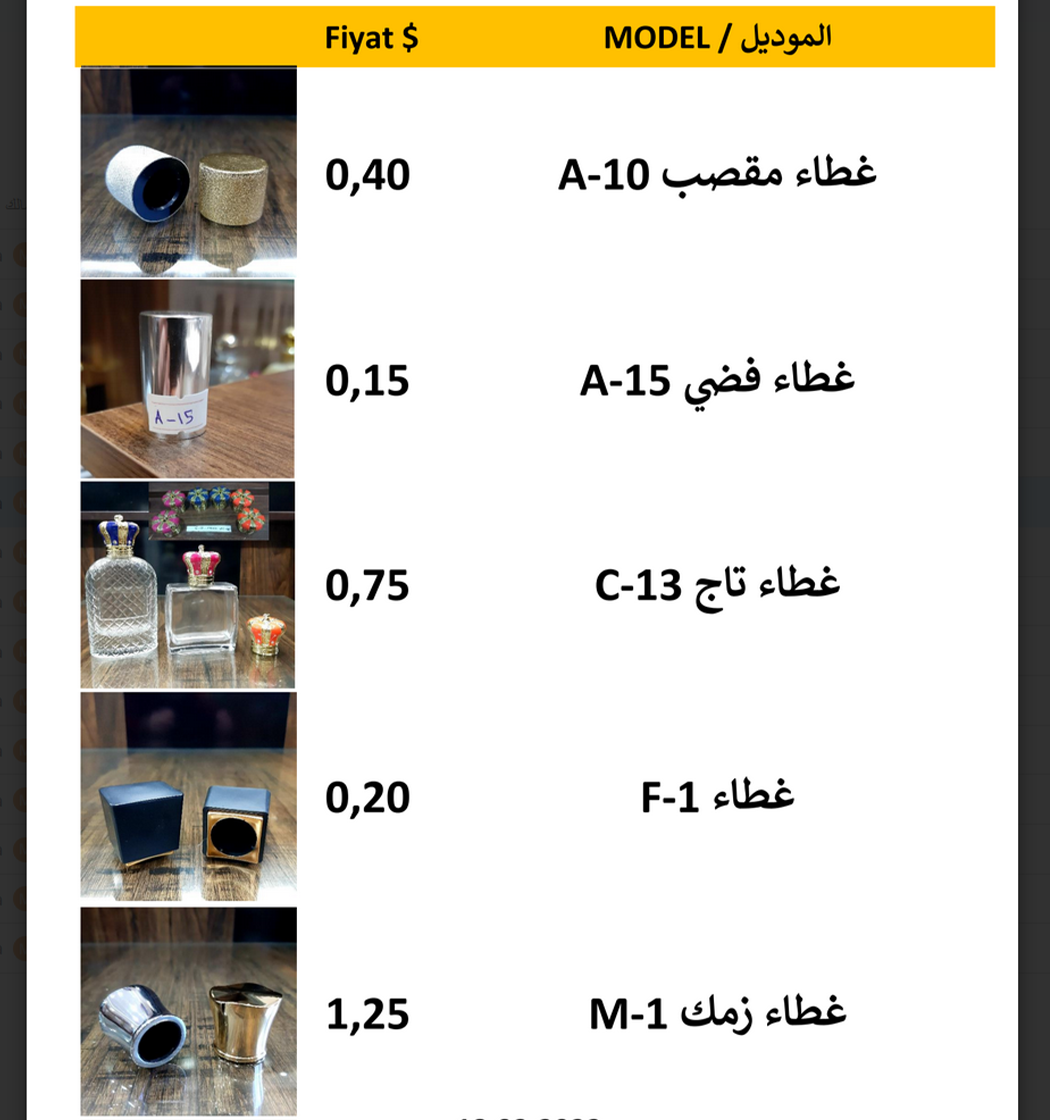 Fiyat $ MODEL / الموديل
0,40 غطاء مقصب A-10
0,15 غطاء فضي A-15
A-15
0,75 غطاء تاج C-13
0,20 غطاء F-1
1,25 غطاء زمك M-1